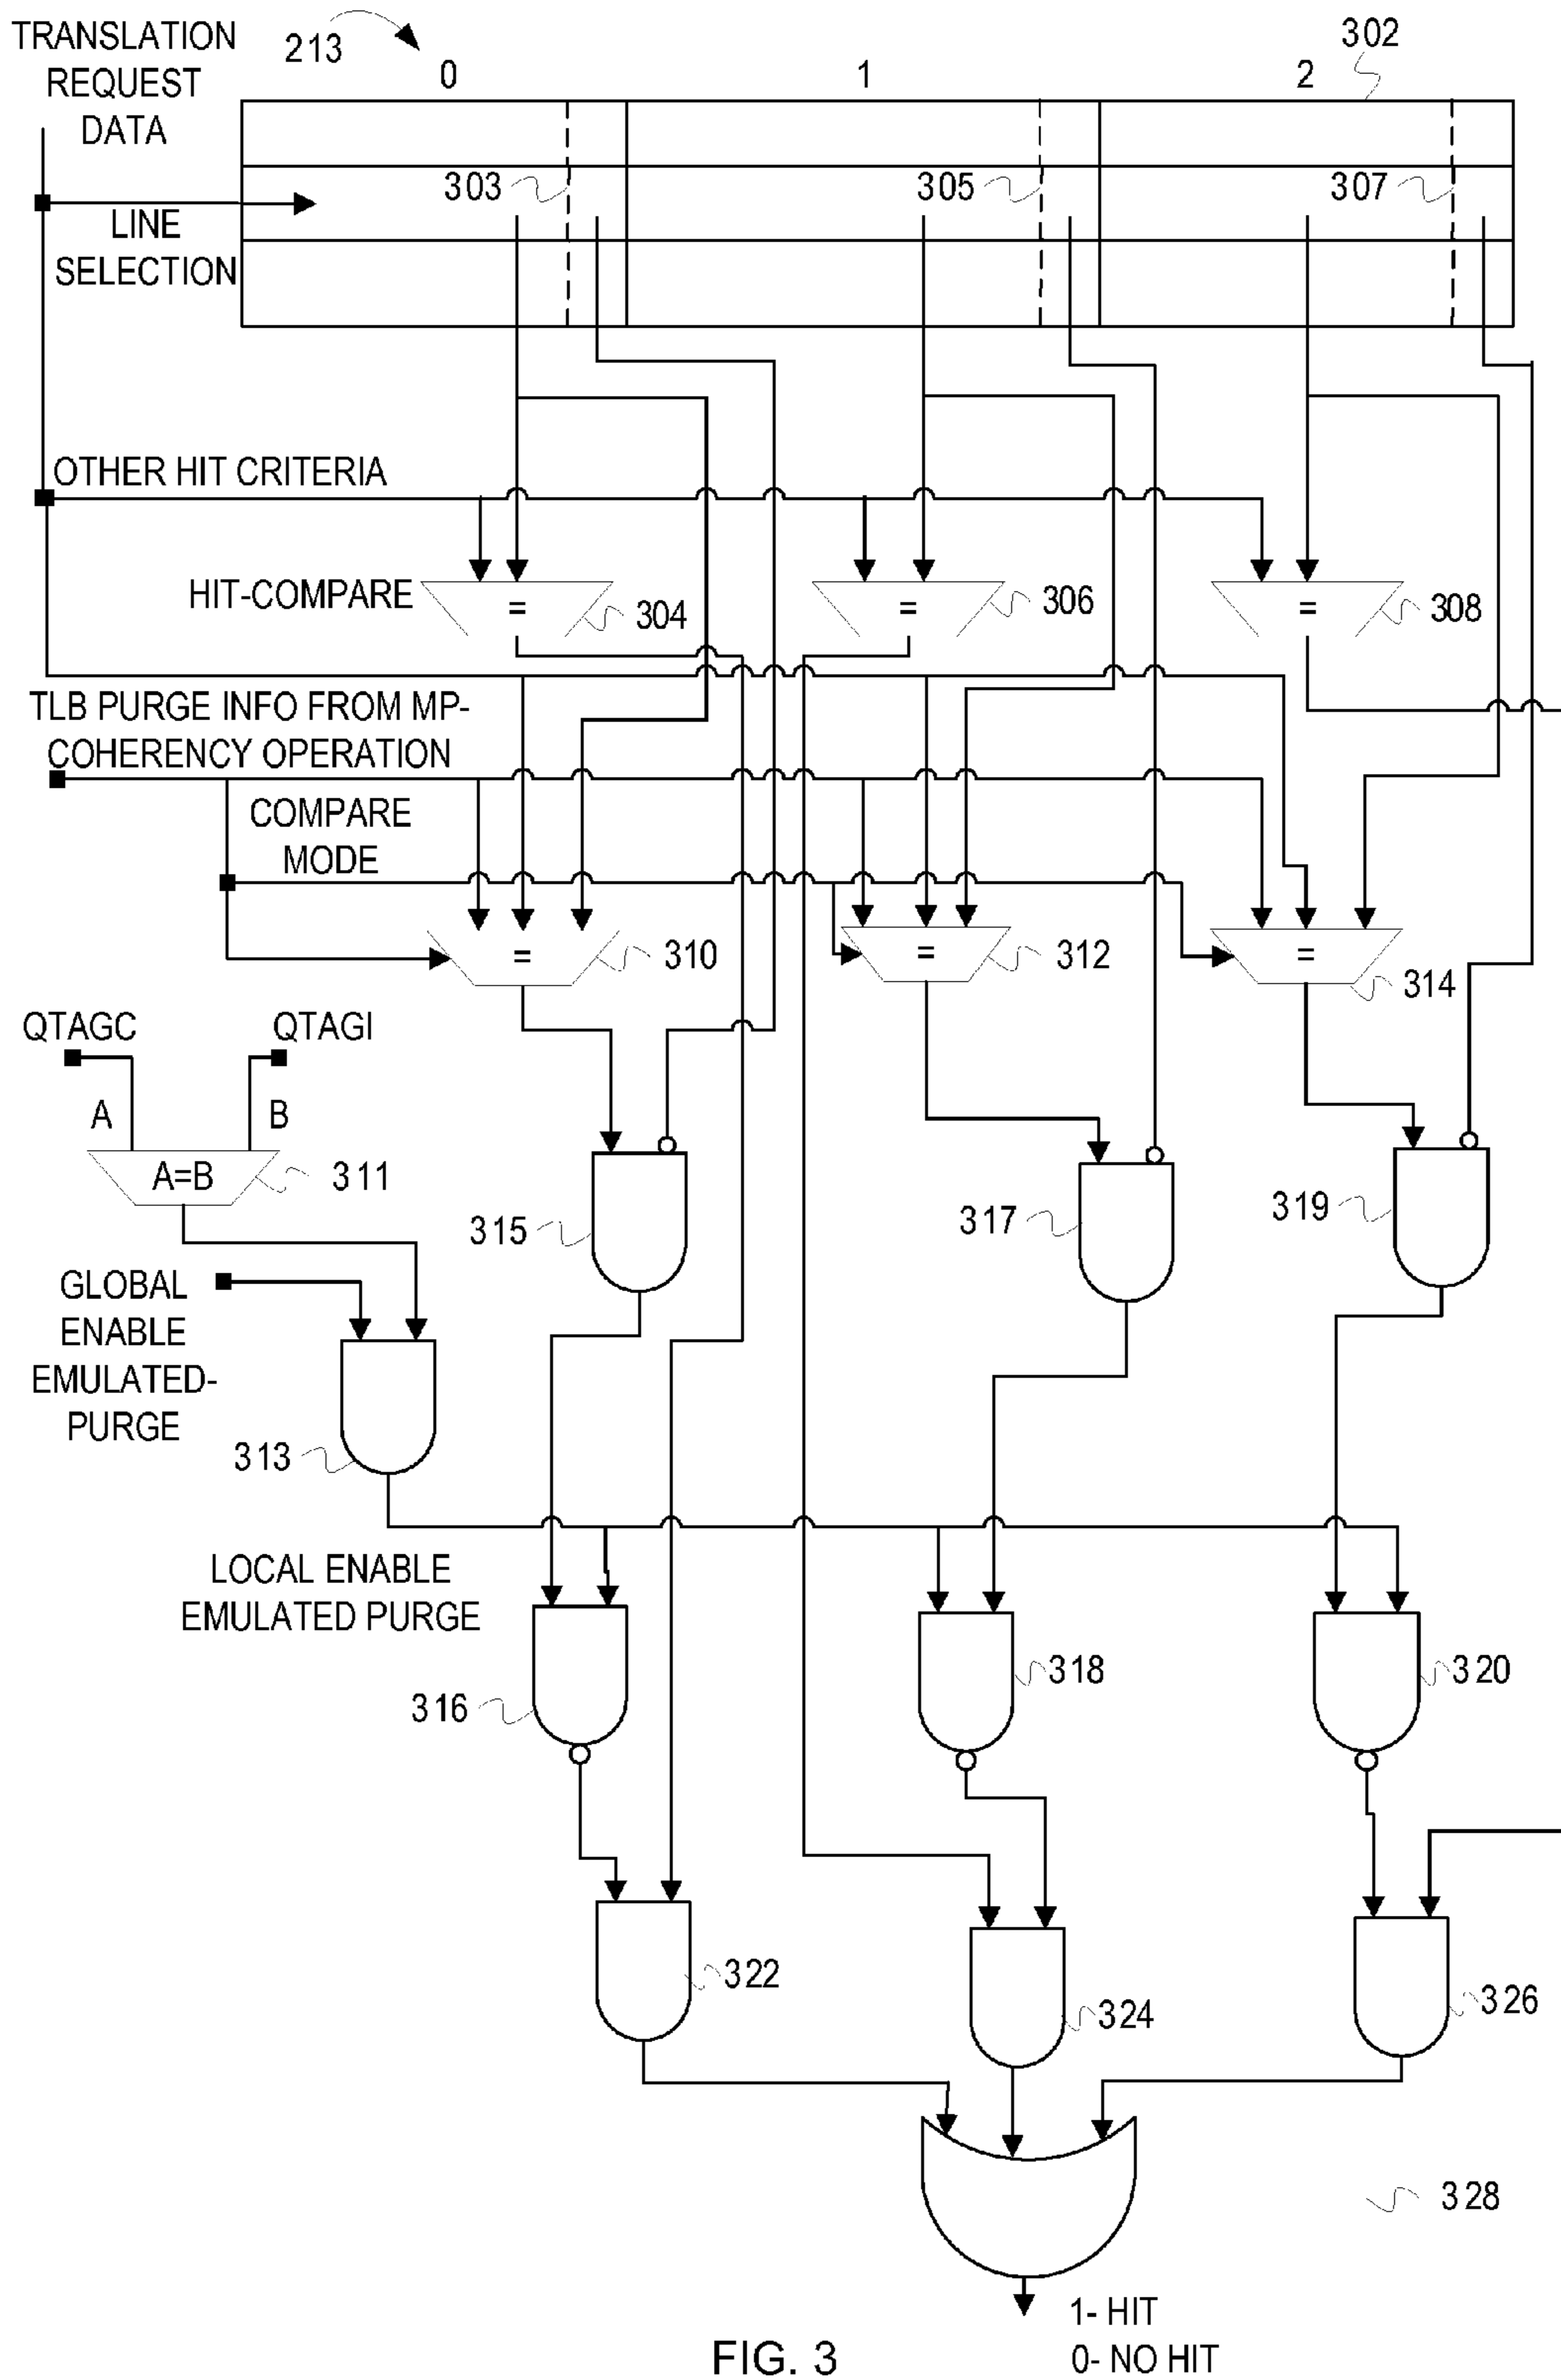 TRANSLATION
REQUEST
DATA
213
0
1
2
302
303
305
307
LINE
SELECTION
OTHER HIT CRITERIA
HIT-COMPARE
=
304
=
306
=
308
TLB PURGE INFO FROM MP-
COHERENCY OPERATION
COMPARE
MODE
=
310
=
312
=
314
QTAGC
QTAGI
A
B
A=B
311
315
317
319
GLOBAL
ENABLE
EMULATED-
PURGE
313
LOCAL ENABLE
EMULATED PURGE
316
318
320
322
324
326
328
1- HIT
0- NO HIT
FIG. 3